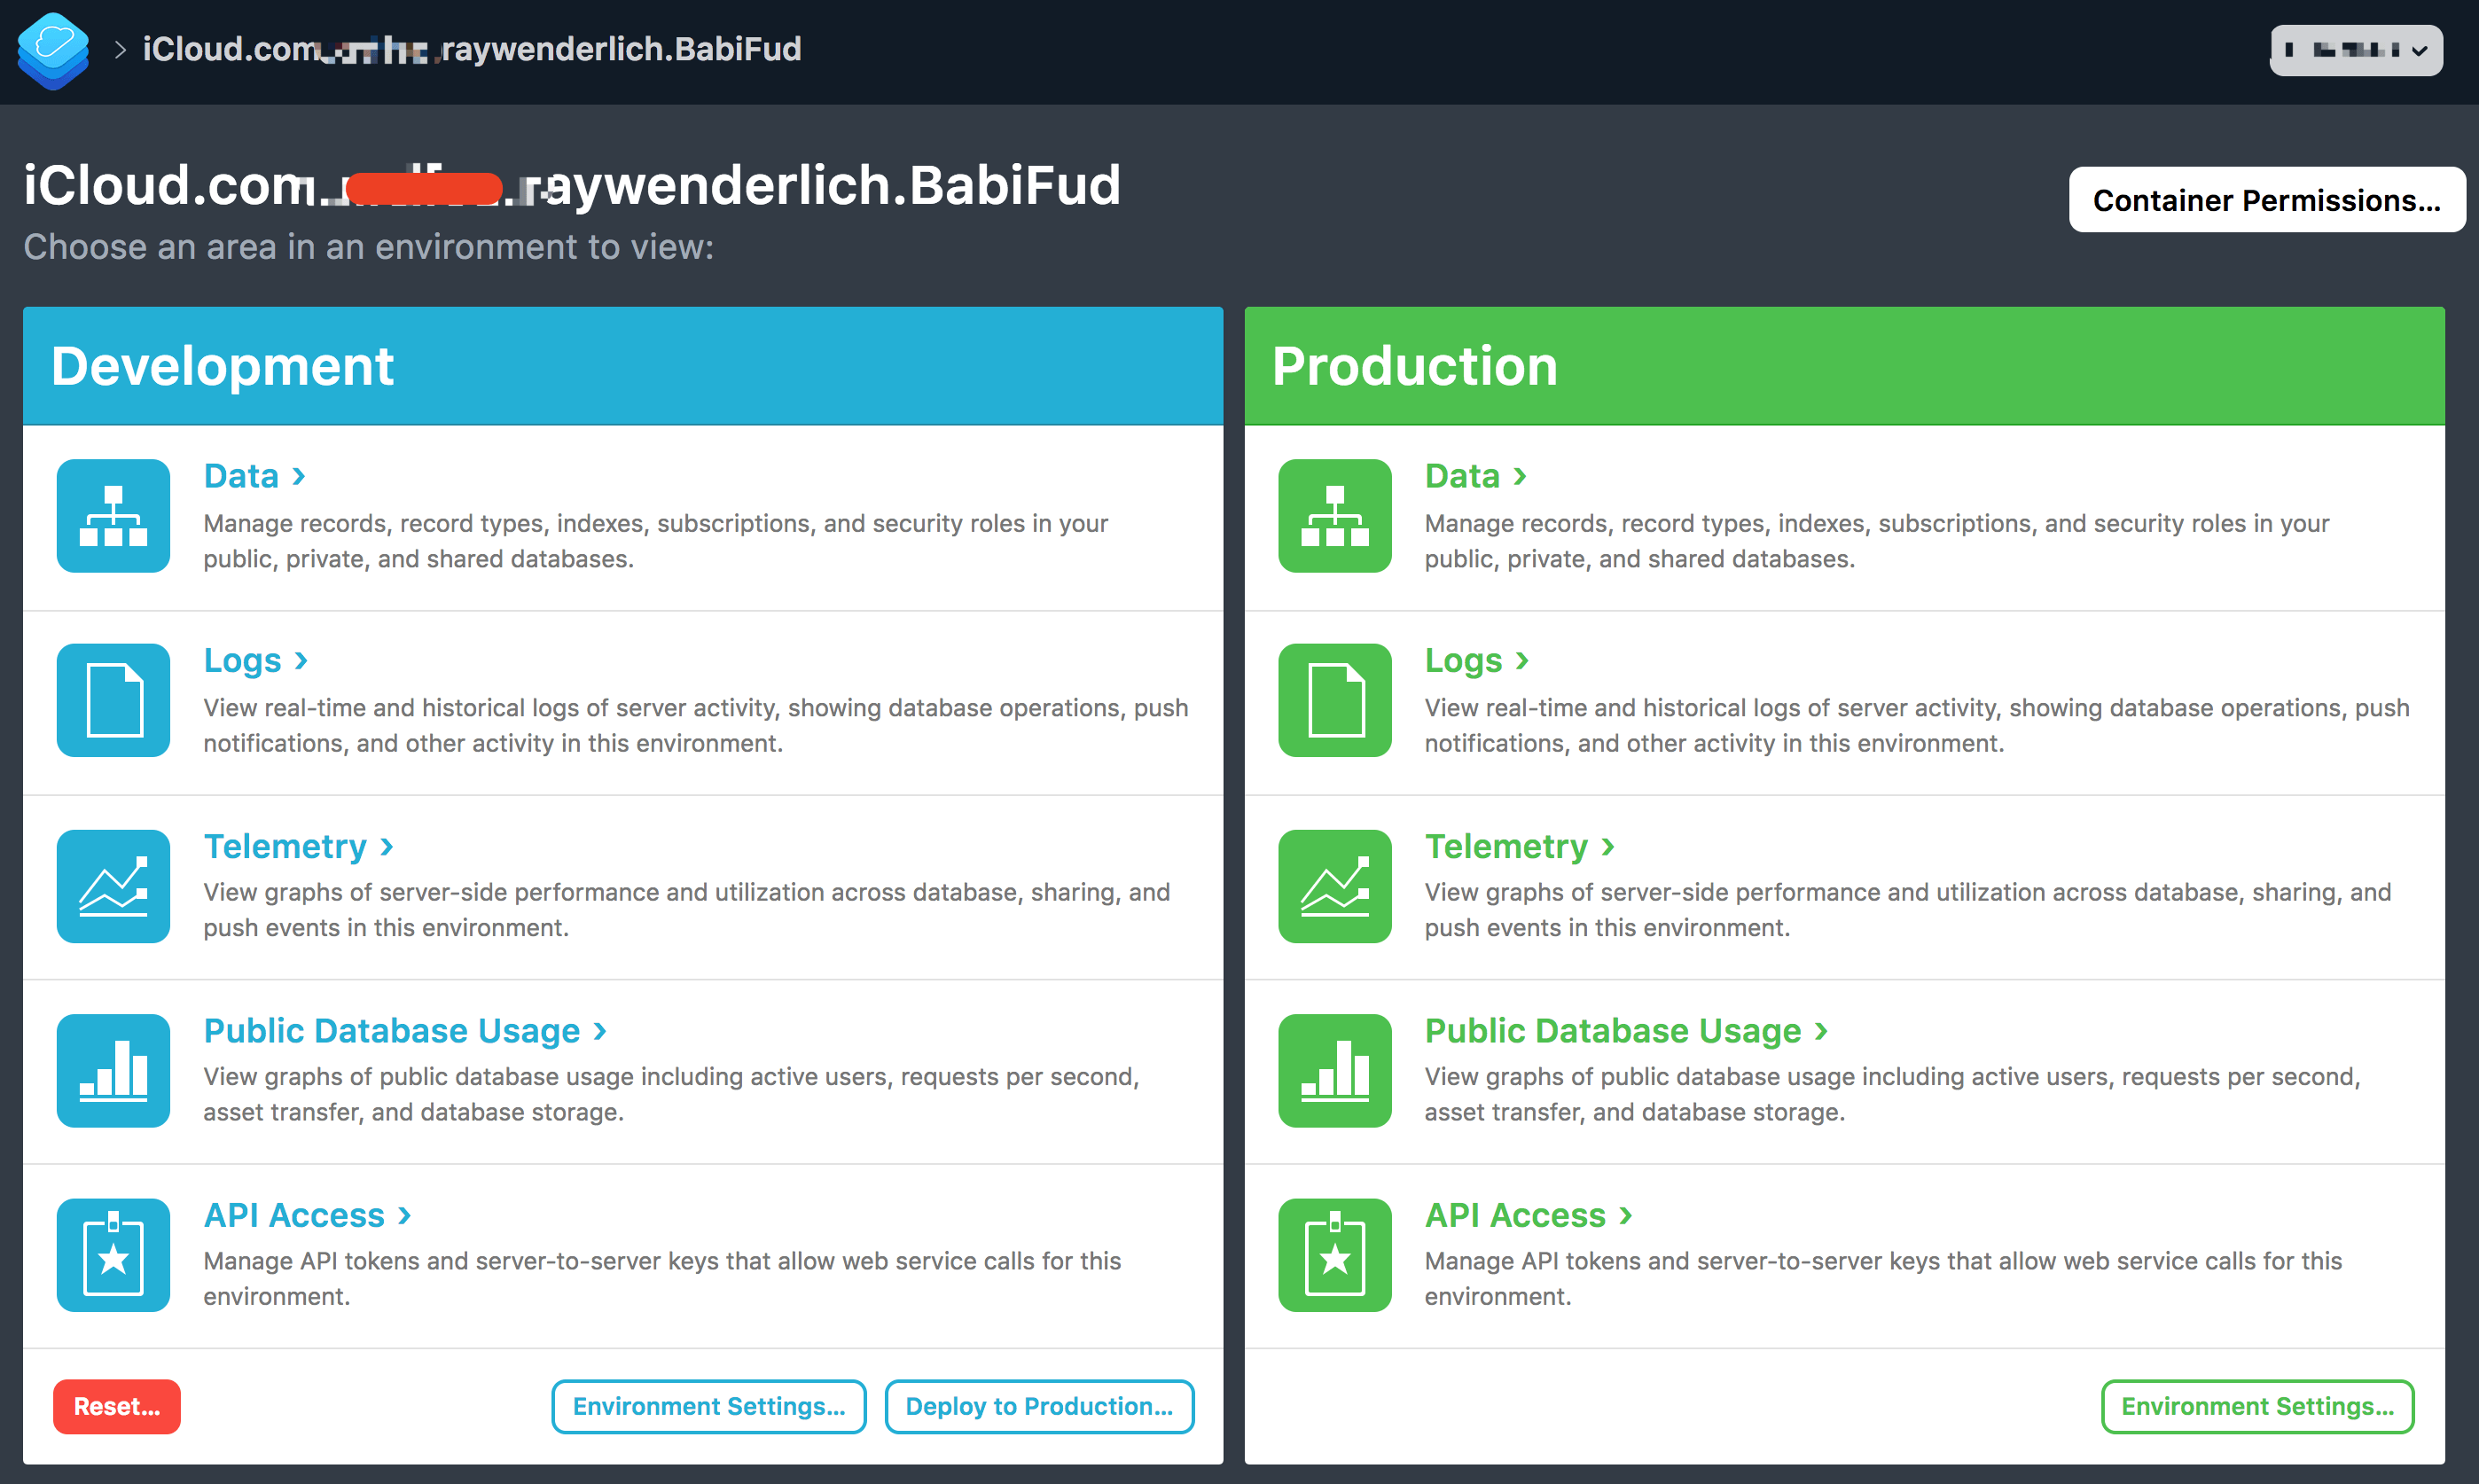 iCloud.com raywenderlich.BabiFud
iCloud.com raywenderlich.BabiFud
Container Permissions...
Choose an area in an environment to view:
Development
Data ›
Manage records, record types, indexes, subscriptions, and security roles in your
public, private, and shared databases.
Logs ›
View real-time and historical logs of server activity, showing database operations, push
notifications, and other activity in this environment.
Telemetry ›
View graphs of server-side performance and utilization across database, sharing, and
push events in this environment.
Public Database Usage ›
View graphs of public database usage including active users, requests per second,
asset transfer, and database storage.
API Access ›
Manage API tokens and server-to-server keys that allow web service calls for this
environment.
Reset...
Environment Settings...
Deploy to Production...
Production
Data ›
Manage records, record types, indexes, subscriptions, and security roles in your
public, private, and shared databases.
Logs ›
View real-time and historical logs of server activity, showing database operations, push
notifications, and other activity in this environment.
Telemetry ›
View graphs of server-side performance and utilization across database, sharing, and
push events in this environment.
Public Database Usage ›
View graphs of public database usage including active users, requests per second,
asset transfer, and database storage.
API Access ›
Manage API tokens and server-to-server keys that allow web service calls for this
environment.
Environment Settings...